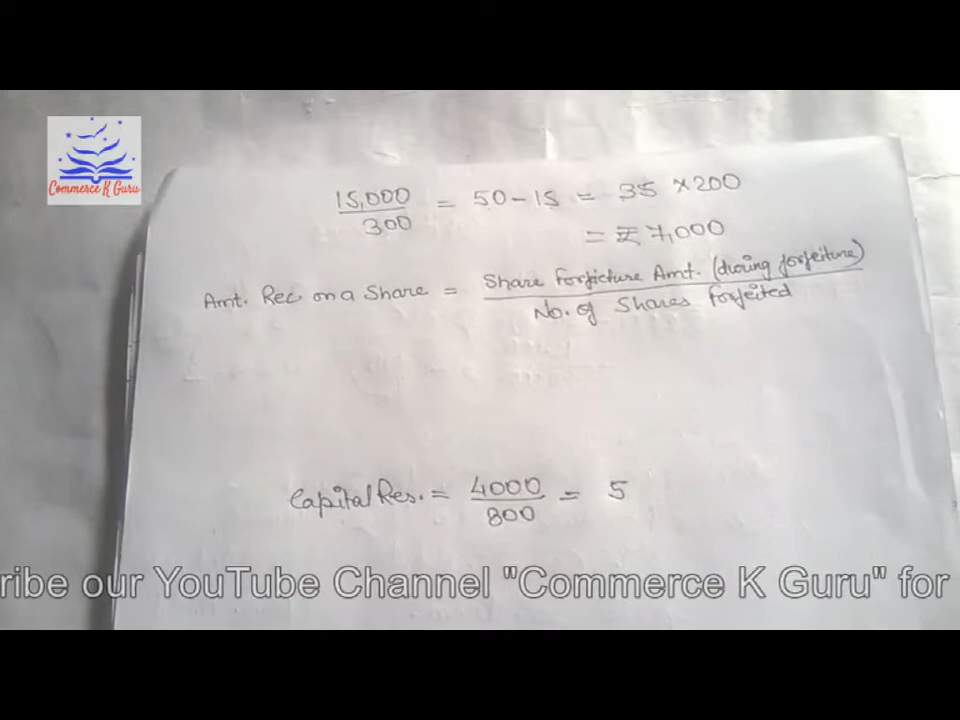 Commerce K Guru
15,000 / 300 = 50 - 15 = 35 × 200
= ₹ 7,000
Amt. Rec. on a Share = Share Forficture Amt. (during forfeiture) / No. of Shares forfeited
Capital Res. = 4000 / 800 = 5
ribe our YouTube Channel "Commerce K Guru" for